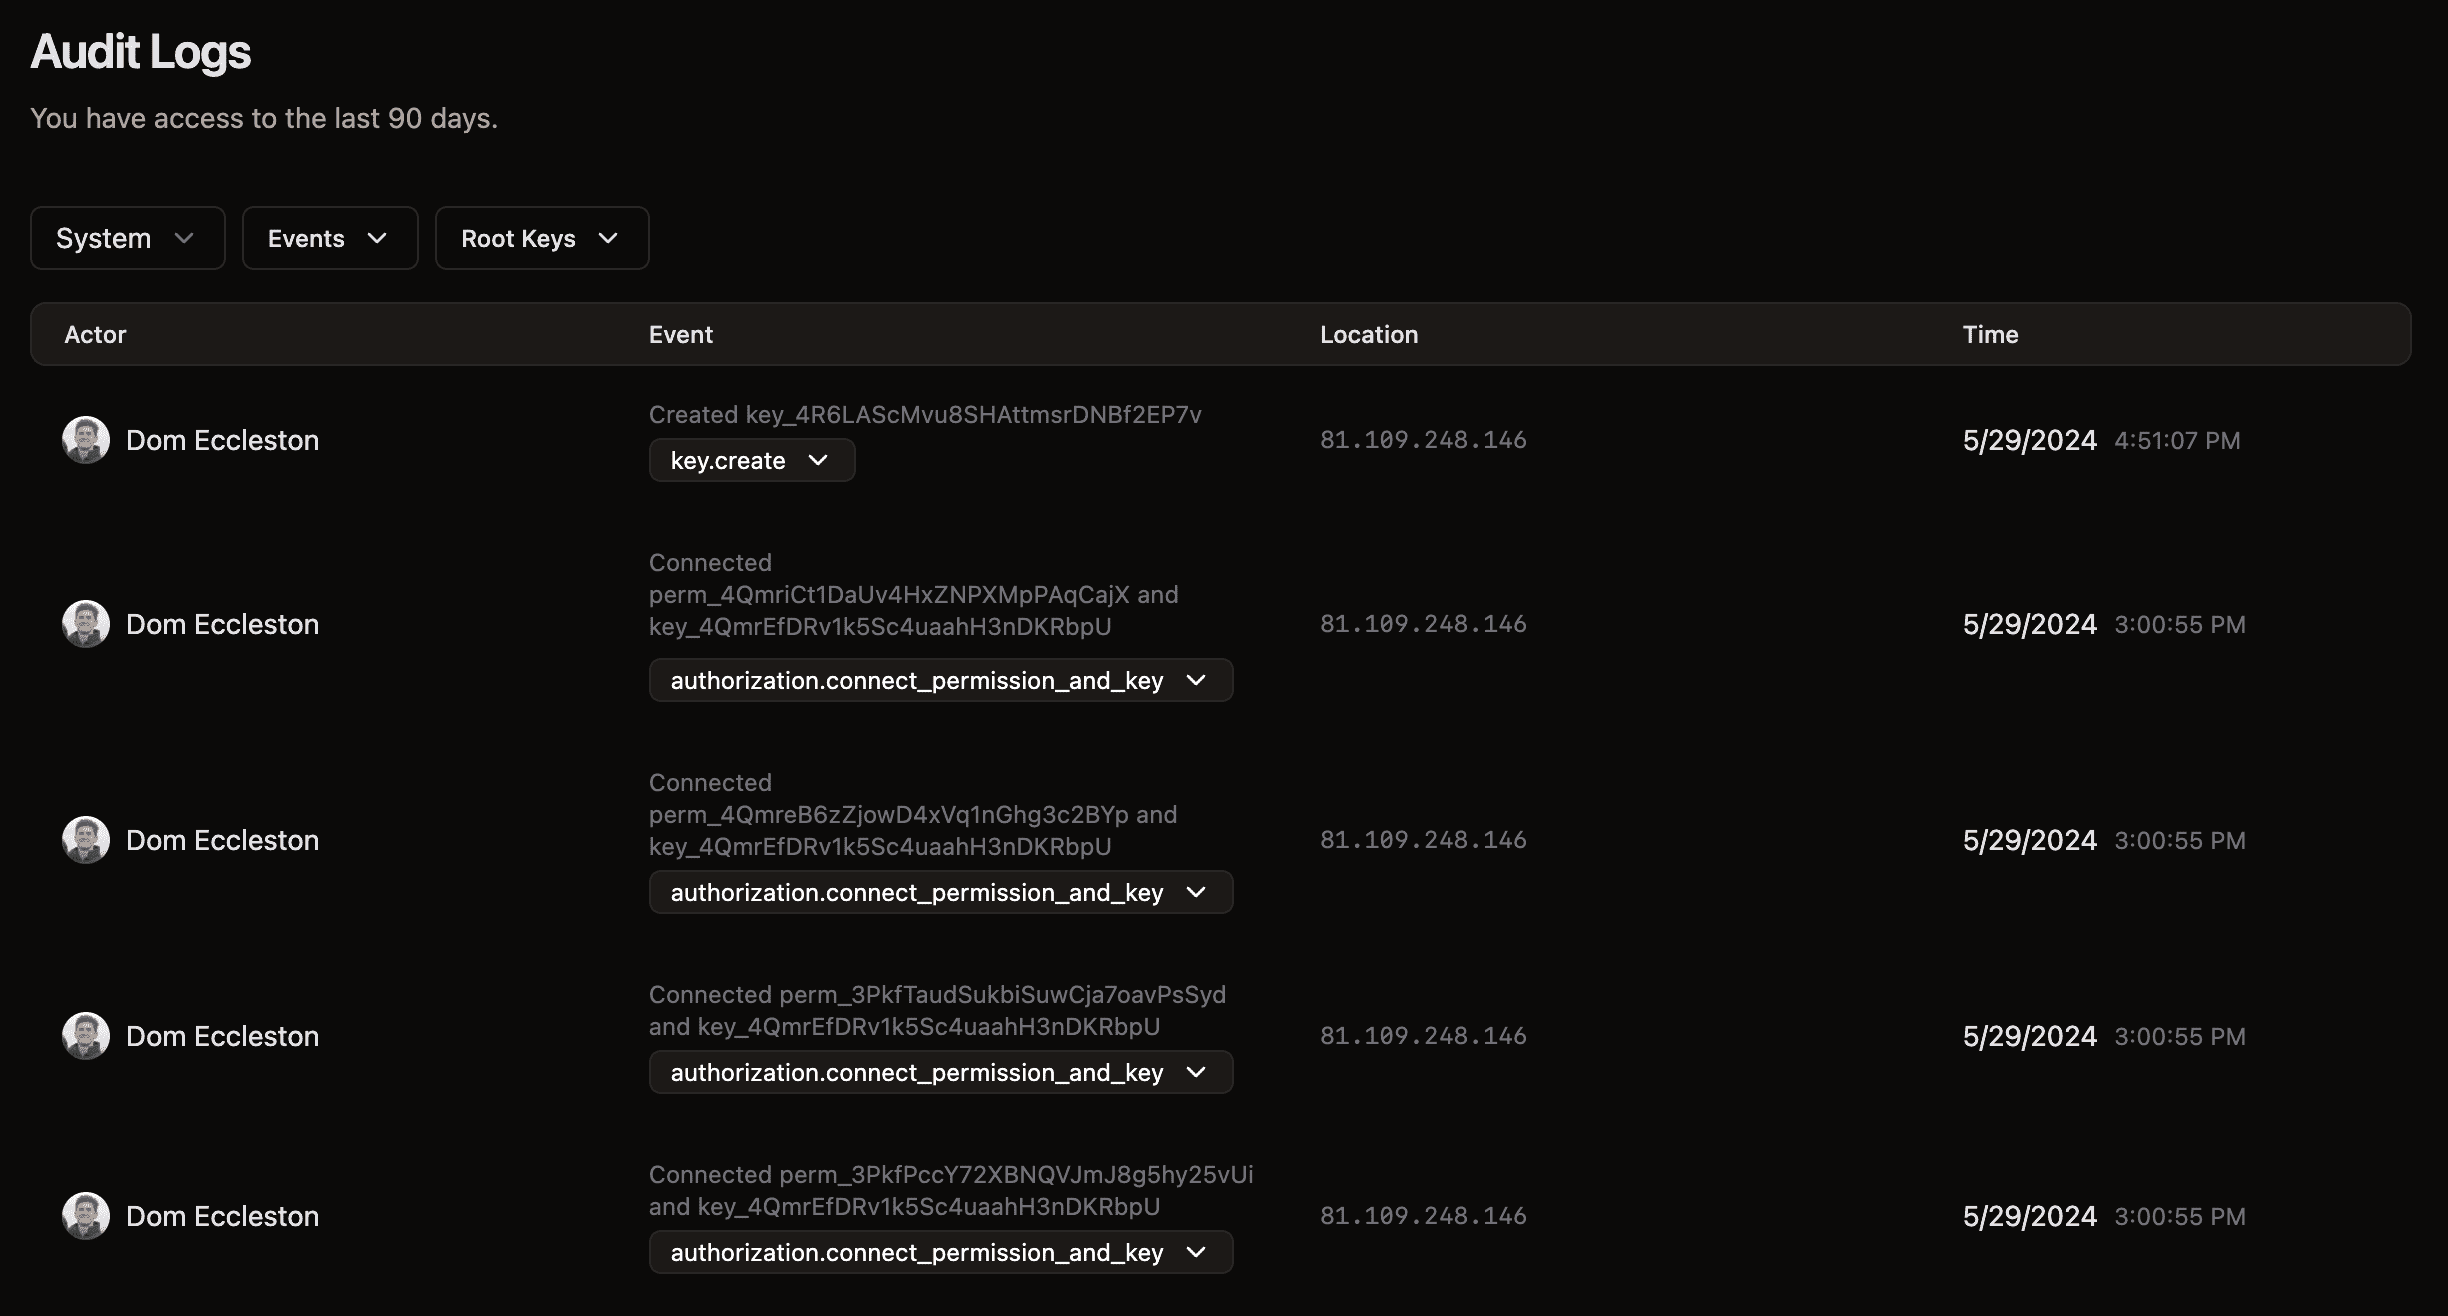 Audit Logs
You have access to the last 90 days.
System
Events
Root Keys
Actor Event Location Time
Dom Eccleston
Created key_4R6LAScMvu8SHAttmsrDNBf2EP7v
key.create
81.109.248.146
5/29/2024 4:51:07 PM
Dom Eccleston
Connected
perm_4QmriCt1DaUv4HxZNPXMpPAqCajX and
key_4QmrEfDRv1k5Sc4uaahH3nDKRbpU
authorization.connect_permission_and_key
81.109.248.146
5/29/2024 3:00:55 PM
Dom Eccleston
Connected
perm_4QmreB6zZjowD4xVq1nGhg3c2BYp and
key_4QmrEfDRv1k5Sc4uaahH3nDKRbpU
authorization.connect_permission_and_key
81.109.248.146
5/29/2024 3:00:55 PM
Dom Eccleston
Connected perm_3PkfTaudSukbiSuwCja7oavPsSyd
and key_4QmrEfDRv1k5Sc4uaahH3nDKRbpU
authorization.connect_permission_and_key
81.109.248.146
5/29/2024 3:00:55 PM
Dom Eccleston
Connected perm_3PkfPccY72XBNQVJmJ8g5hy25vUi
and key_4QmrEfDRv1k5Sc4uaahH3nDKRbpU
authorization.connect_permission_and_key
81.109.248.146
5/29/2024 3:00:55 PM